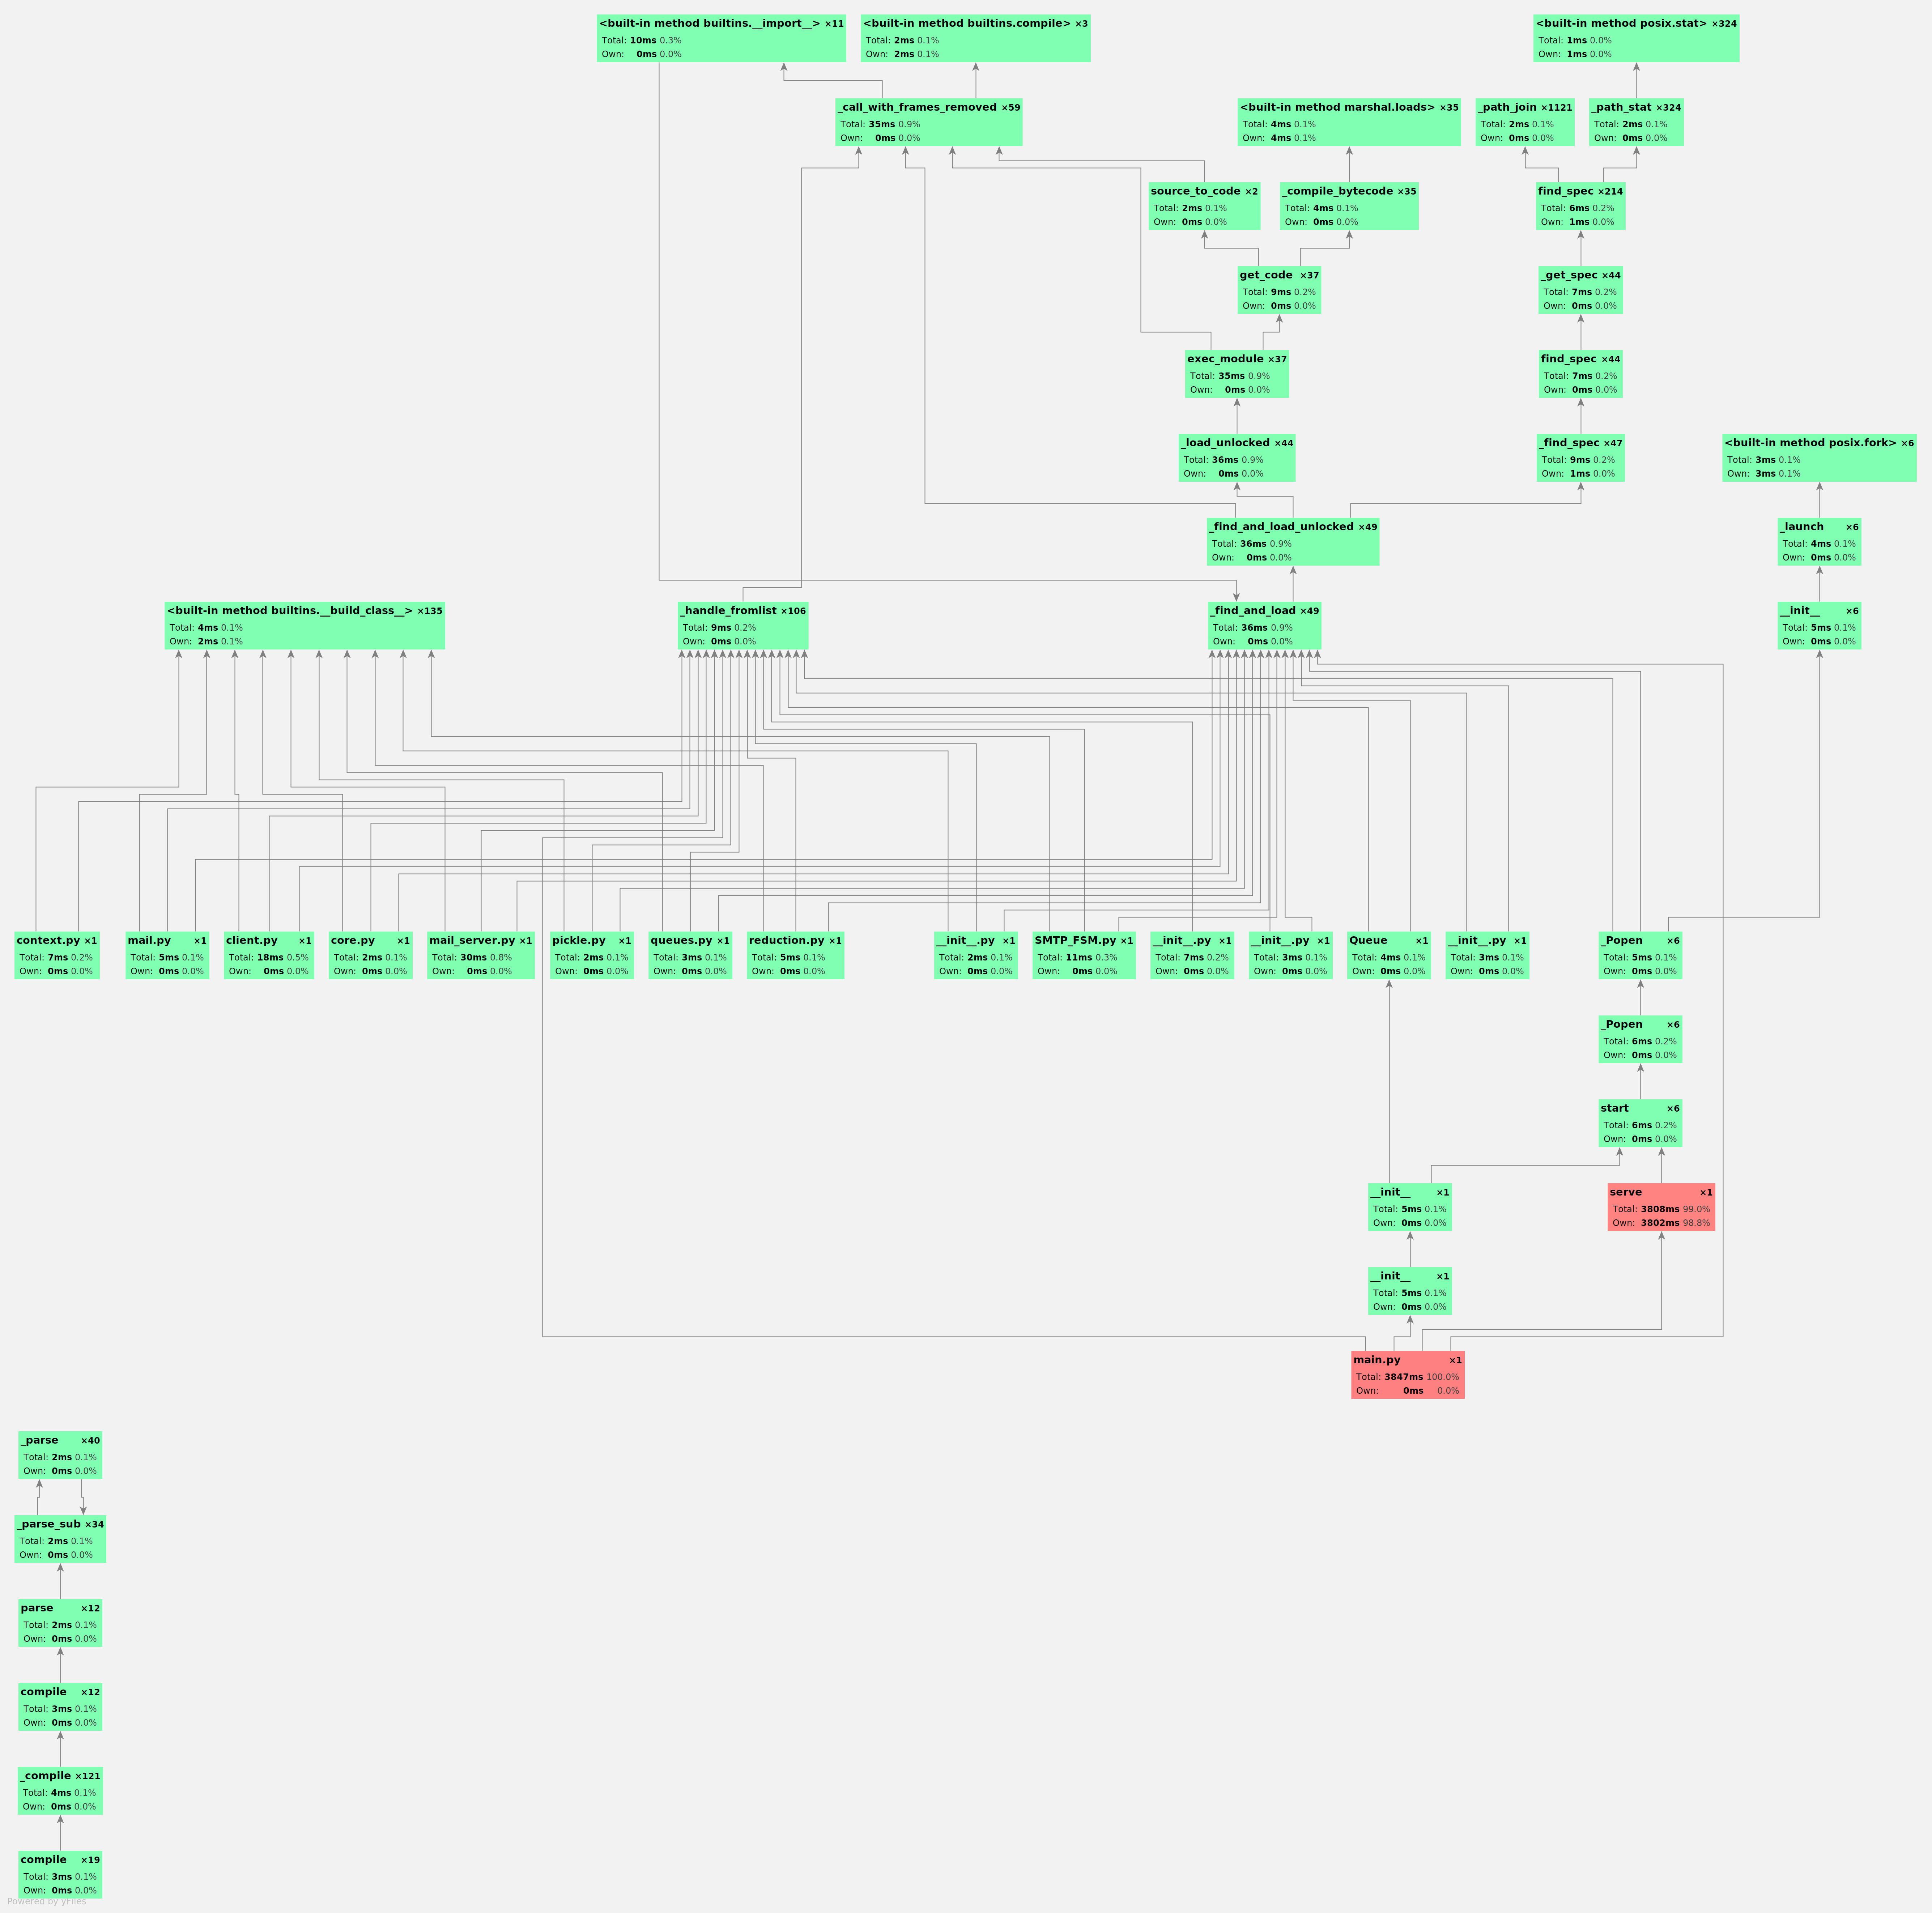 <built-in method builtins.__import__> ×11
Total: 10ms 0.3%
Own: 0ms 0.0%
<built-in method builtins.compile> ×3
Total: 2ms 0.1%
Own: 2ms 0.1%
<built-in method posix.stat> ×324
Total: 1ms 0.0%
Own: 1ms 0.0%
_call_with_frames_removed ×59
Total: 35ms 0.9%
Own: 0ms 0.0%
<built-in method marshal.loads> ×35
Total: 4ms 0.1%
Own: 4ms 0.1%
_path_join ×1121
Total: 2ms 0.1%
Own: 0ms 0.0%
_path_stat ×324
Total: 2ms 0.1%
Own: 0ms 0.0%
source_to_code ×2
Total: 2ms 0.1%
Own: 0ms 0.0%
_compile_bytecode ×35
Total: 4ms 0.1%
Own: 0ms 0.0%
find_spec ×214
Total: 6ms 0.2%
Own: 1ms 0.0%
get_code ×37
Total: 9ms 0.2%
Own: 0ms 0.0%
_get_spec ×44
Total: 7ms 0.2%
Own: 0ms 0.0%
exec_module ×37
Total: 35ms 0.9%
Own: 0ms 0.0%
find_spec ×44
Total: 7ms 0.2%
Own: 0ms 0.0%
_load_unlocked ×44
Total: 36ms 0.9%
Own: 0ms 0.0%
_find_spec ×47
Total: 9ms 0.2%
Own: 1ms 0.0%
<built-in method posix.fork> ×6
Total: 3ms 0.1%
Own: 3ms 0.1%
_find_and_load_unlocked ×49
Total: 36ms 0.9%
Own: 0ms 0.0%
_launch ×6
Total: 4ms 0.1%
Own: 0ms 0.0%
<built-in method builtins.__build_class__> ×135
Total: 4ms 0.1%
Own: 2ms 0.1%
_handle_fromlist ×106
Total: 9ms 0.2%
Own: 0ms 0.0%
_find_and_load ×49
Total: 36ms 0.9%
Own: 0ms 0.0%
__init__ ×6
Total: 5ms 0.1%
Own: 0ms 0.0%
context.py ×1
Total: 7ms 0.2%
Own: 0ms 0.0%
mail.py ×1
Total: 5ms 0.1%
Own: 0ms 0.0%
client.py ×1
Total: 18ms 0.5%
Own: 0ms 0.0%
core.py ×1
Total: 2ms 0.1%
Own: 0ms 0.0%
mail_server.py ×1
Total: 30ms 0.8%
Own: 0ms 0.0%
pickle.py ×1
Total: 2ms 0.1%
Own: 0ms 0.0%
queues.py ×1
Total: 3ms 0.1%
Own: 0ms 0.0%
reduction.py ×1
Total: 5ms 0.1%
Own: 0ms 0.0%
__init__.py ×1
Total: 2ms 0.1%
Own: 0ms 0.0%
SMTP_FSM.py ×1
Total: 11ms 0.3%
Own: 0ms 0.0%
__init__.py ×1
Total: 7ms 0.2%
Own: 0ms 0.0%
__init__.py ×1
Total: 3ms 0.1%
Own: 0ms 0.0%
Queue ×1
Total: 4ms 0.1%
Own: 0ms 0.0%
__init__.py ×1
Total: 3ms 0.1%
Own: 0ms 0.0%
_Popen ×6
Total: 5ms 0.1%
Own: 0ms 0.0%
_Popen ×6
Total: 6ms 0.2%
Own: 0ms 0.0%
start ×6
Total: 6ms 0.2%
Own: 0ms 0.0%
__init__ ×1
Total: 5ms 0.1%
Own: 0ms 0.0%
serve ×1
Total: 3808ms 99.0%
Own: 3802ms 98.8%
__init__ ×1
Total: 5ms 0.1%
Own: 0ms 0.0%
main.py ×1
Total: 3847ms 100.0%
Own: 0ms 0.0%
_parse ×40
Total: 2ms 0.1%
Own: 0ms 0.0%
_parse_sub ×34
Total: 2ms 0.1%
Own: 0ms 0.0%
parse ×12
Total: 2ms 0.1%
Own: 0ms 0.0%
compile ×12
Total: 3ms 0.1%
Own: 0ms 0.0%
_compile ×121
Total: 4ms 0.1%
Own: 0ms 0.0%
compile ×19
Total: 3ms 0.1%
Own: 0ms 0.0%
Powered by yFiles